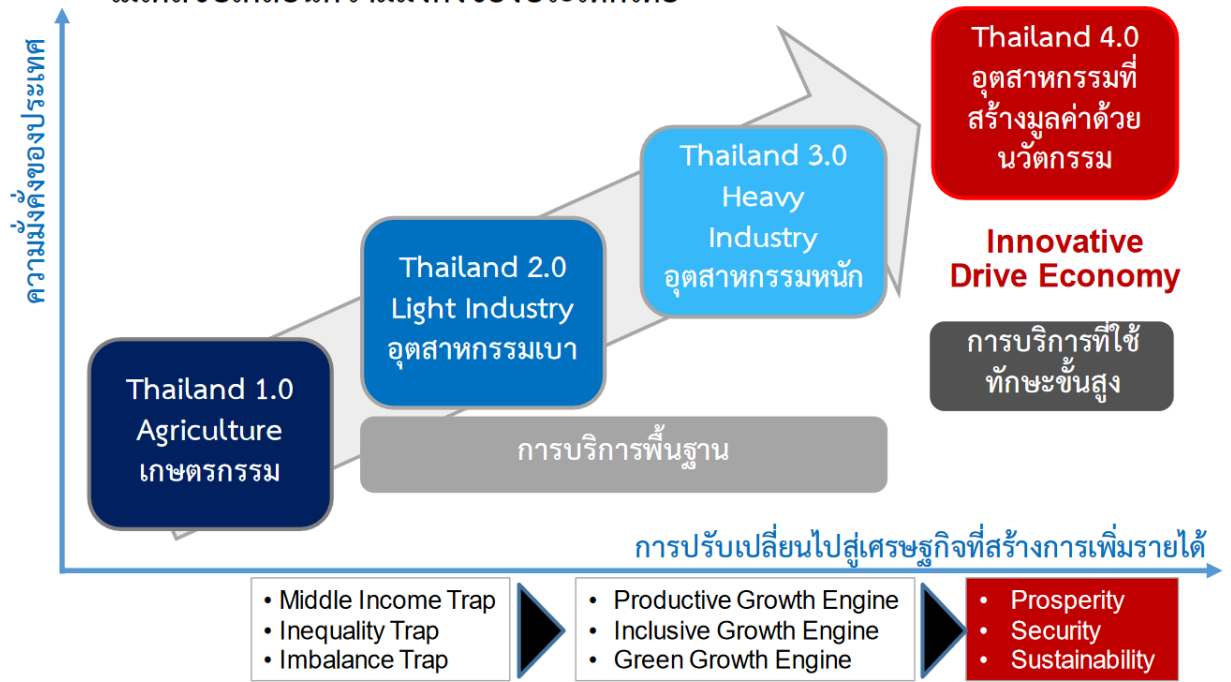 ความมั่งคั่งของประเทศ
Thailand 1.0
Agriculture
เกษตรกรรม
Thailand 2.0
Light Industry
อุตสาหกรรมเบา
Thailand 3.0
Heavy
Industry
อุตสาหกรรมหนัก
Thailand 4.0
อุตสาหกรรมที่
สร้างมูลค่าด้วย
นวัตกรรม
Innovative
Drive Economy
การบริการพื้นฐาน
การบริการที่ใช้
ทักษะขั้นสูง
การปรับเปลี่ยนไปสู่เศรษฐกิจที่สร้างการเพิ่มรายได้
• Middle Income Trap
• Inequality Trap
• Imbalance Trap
• Productive Growth Engine
• Inclusive Growth Engine
• Green Growth Engine
• Prosperity
• Security
• Sustainability